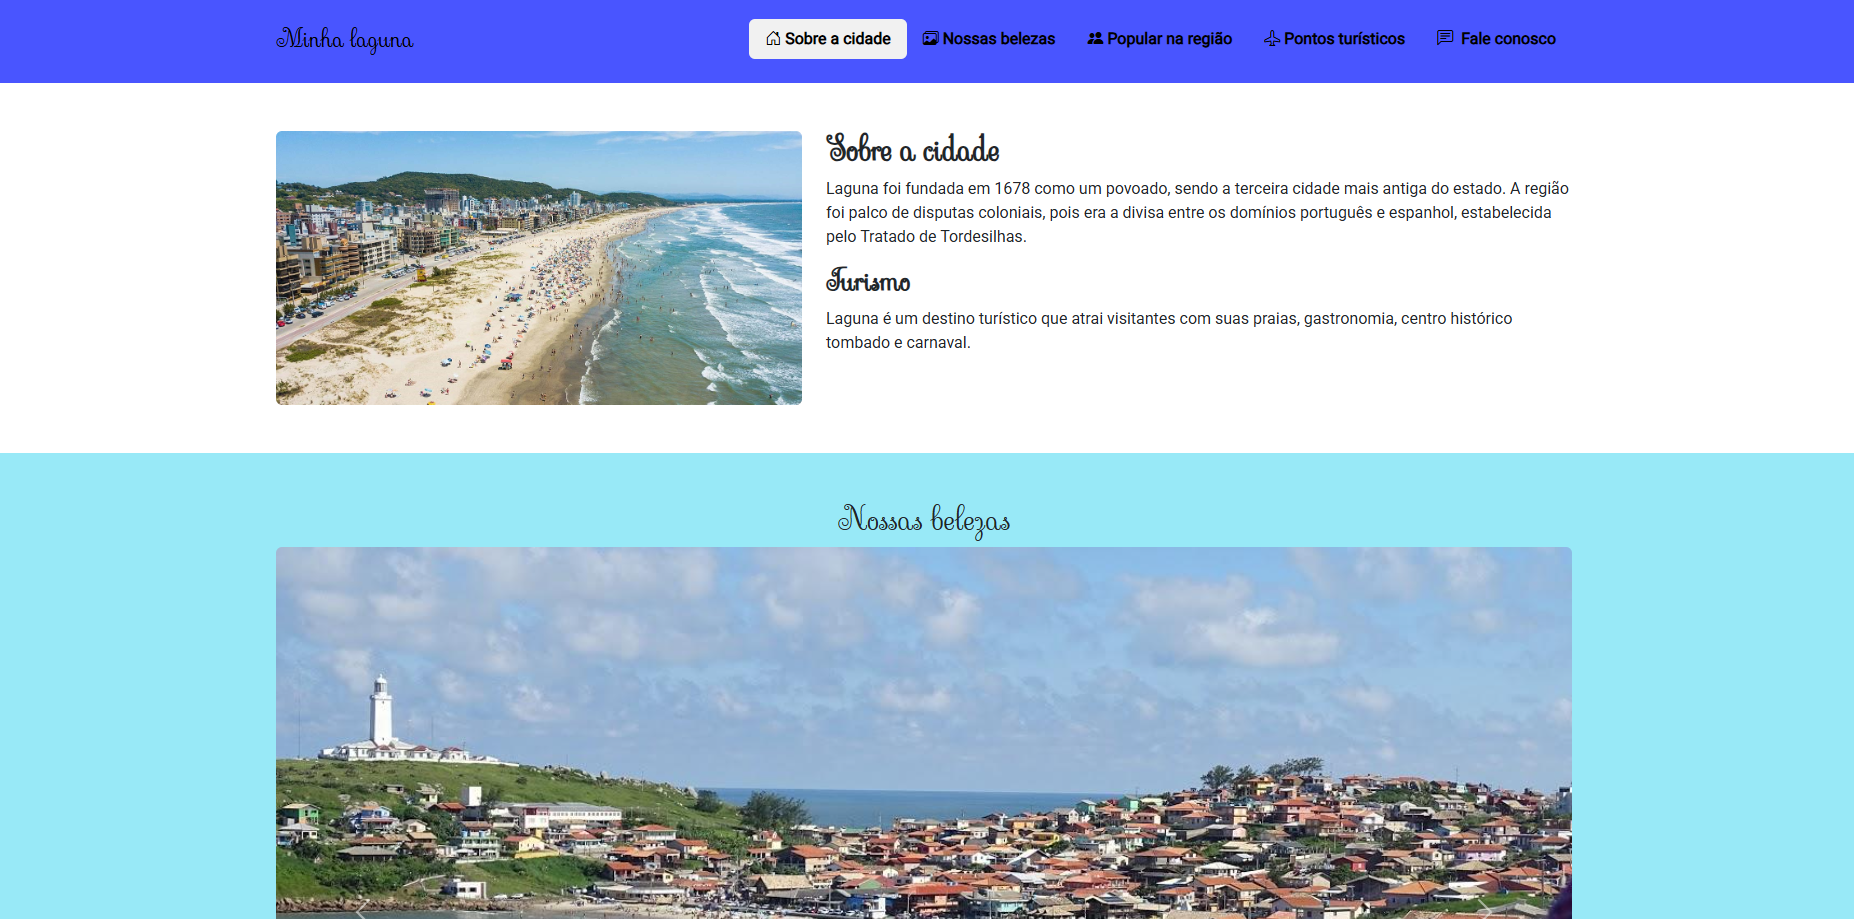 Minha laguna
Sobre a cidade
Nossas belezas
Popular na região
Pontos turísticos
Fale conosco
Sobre a cidade
Laguna foi fundada em 1678 como um povoado, sendo a terceira cidade mais antiga do estado. A região
foi palco de disputas coloniais, pois era a divisa entre os domínios português e espanhol, estabelecida
pelo Tratado de Tordesilhas.
Turismo
Laguna é um destino turístico que atrai visitantes com suas praias, gastronomia, centro histórico
tombado e carnaval.
Nossas belezas